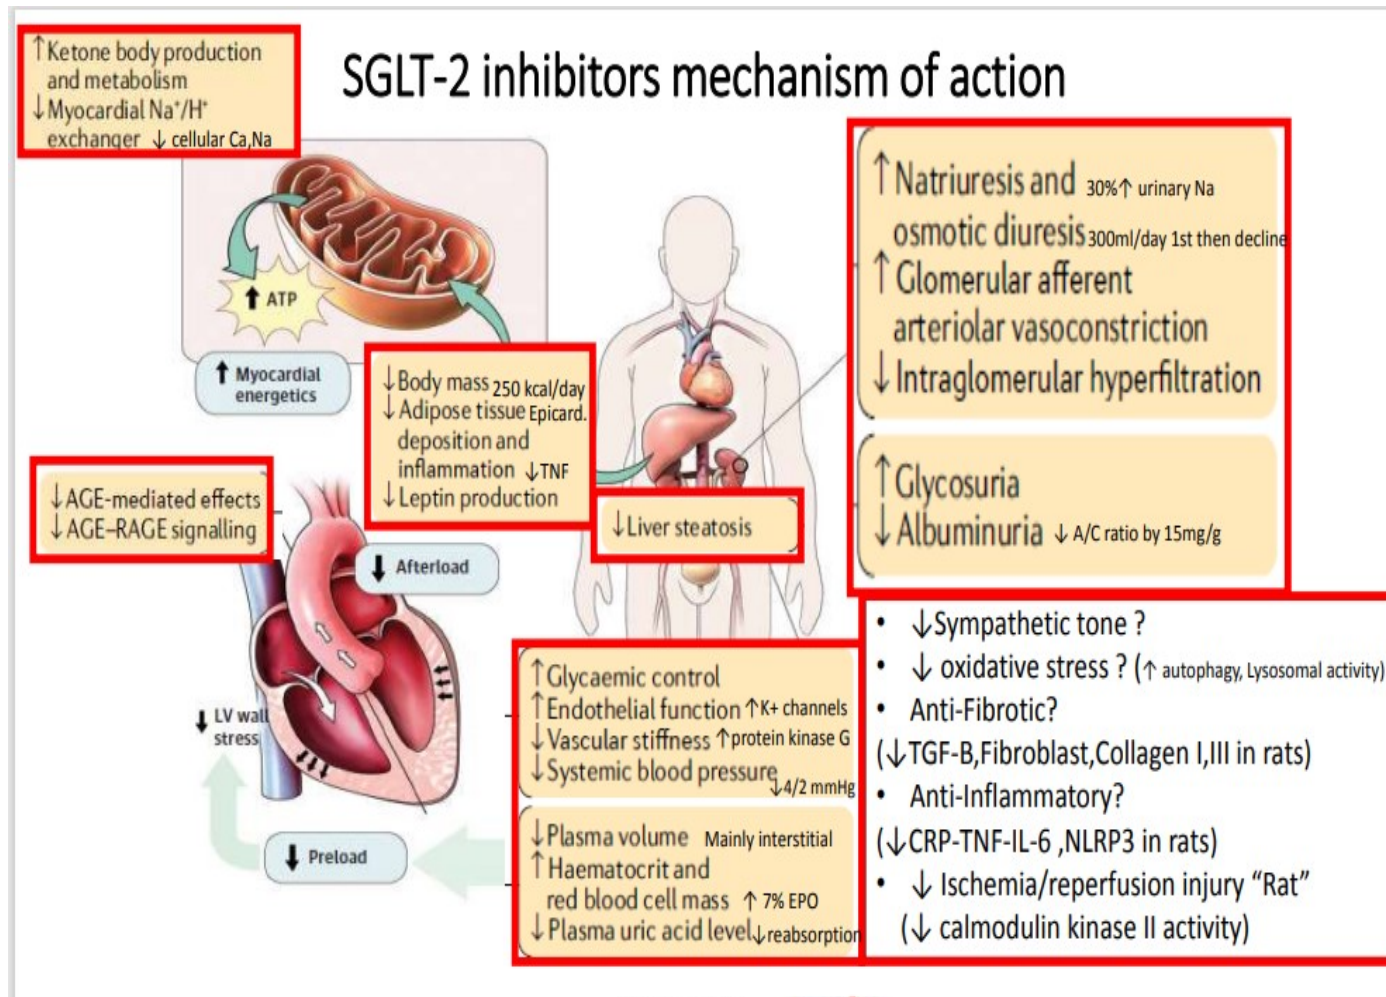 SGLT-2 inhibitors mechanism of action
↑Ketone body production
and metabolism
↓Myocardial Na⁺/H⁺
exchanger ↓ cellular Ca,Na
↑ ATP
↑ Myocardial
energetics
↓Body mass 250 kcal/day
↓Adipose tissue Epicard.
deposition and
inflammation ↓TNF
↓Leptin production
↓Liver steatosis
↑Natriuresis and 30%↑ urinary Na
osmotic diuresis 300ml/day 1st then decline
↑Glomerular afferent
arteriolar vasoconstriction
↓Intraglomerular hyperfiltration
↑Glycosuria
↓Albuminuria ↓ A/C ratio by 15mg/g
↓AGE-mediated effects
↓AGE–RAGE signalling
↓ Afterload
↓ LV wall
stress
↓ Preload
↑Glycaemic control
↑Endothelial function ↑K+ channels
↓Vascular stiffness ↑protein kinase G
↓Systemic blood pressure
↓4/2 mmHg
↓Plasma volume Mainly interstitial
↑Haematocrit and
red blood cell mass ↑ 7% EPO
↓Plasma uric acid level ↓reabsorption
• ↓Sympathetic tone ?
• ↓ oxidative stress ? (↑ autophagy, Lysosomal activity)
• Anti-Fibrotic?
(↓TGF-B,Fibroblast,Collagen I,III in rats)
• Anti-Inflammatory?
(↓CRP-TNF-IL-6 ,NLRP3 in rats)
• ↓ Ischemia/reperfusion injury “Rat”
(↓ calmodulin kinase II activity)